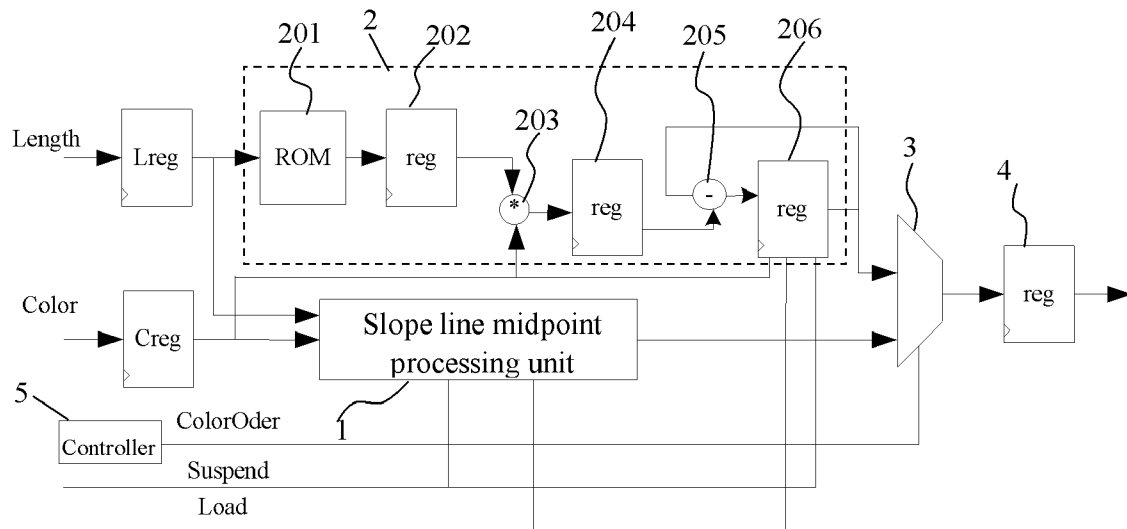 201
202
2
205
206
203
204
3
4
Length
Lreg
ROM
reg
*
reg
-
reg
reg
Color
Creg
Slope line midpoint
processing unit
5
Controller
ColorOder
1
Suspend
Load